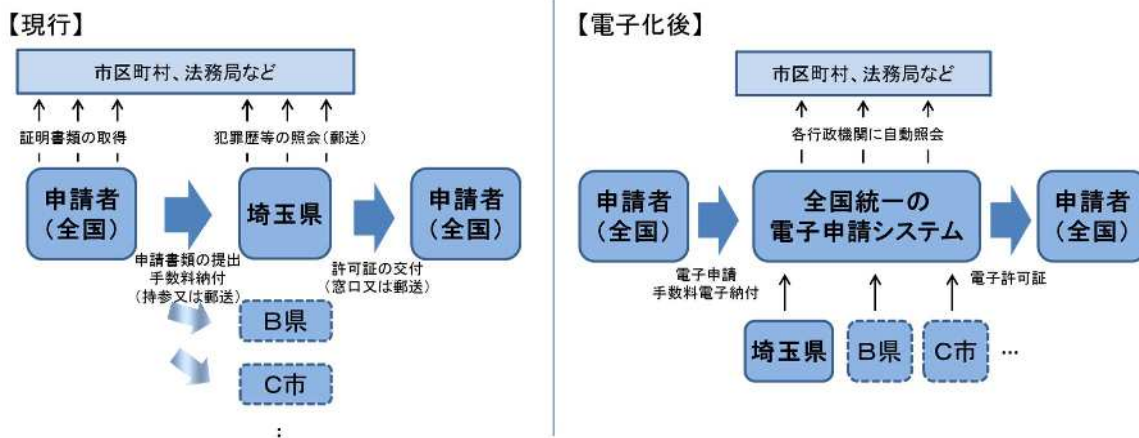 【現行】
市区町村、法務局など
証明書類の取得
犯罪歴等の照会(郵送)
申請者
(全国)
埼玉県
申請者
(全国)
申請書類の提出
手数料納付
(持参又は郵送)
許可証の交付
(窓口又は郵送)
B県
C市
:
【電子化後】
市区町村、法務局など
各行政機関に自動照会
申請者
(全国)
全国統一の
電子申請システム
申請者
(全国)
電子申請
手数料電子納付
電子許可証
埼玉県
B県
C市
…